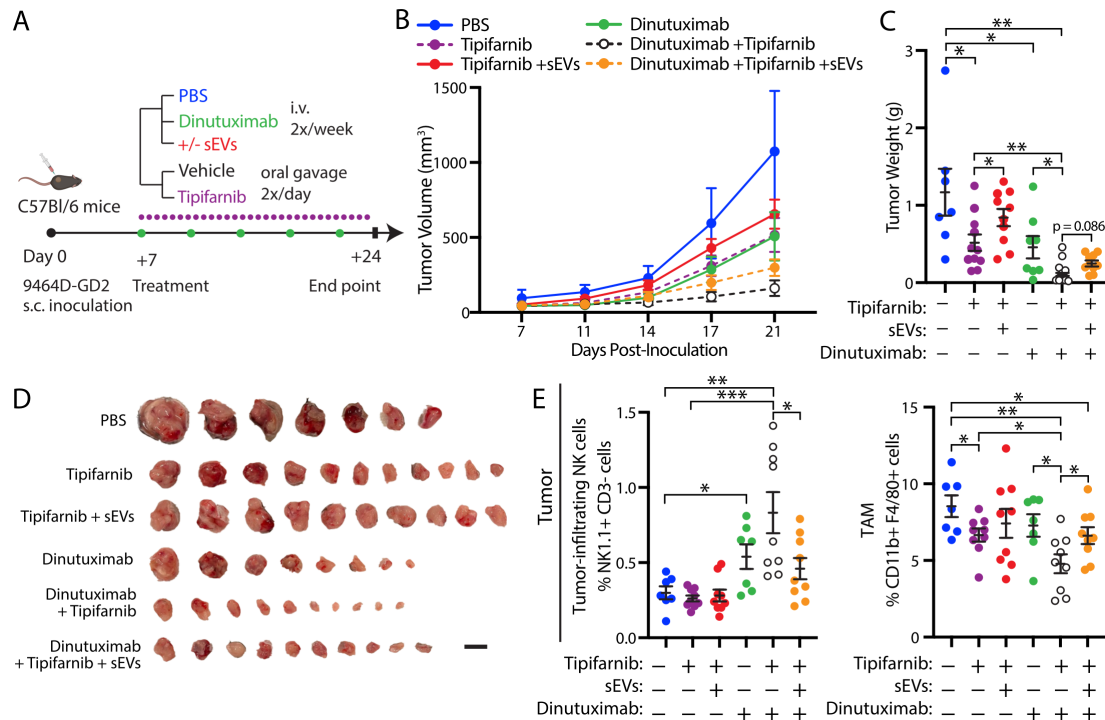 A
PBS
Dinutuximab
+/- sEVs
i.v.
2x/week
Vehicle
Tipifarnib
oral gavage
2x/day
C57Bl/6 mice
Day 0
+7
+24
9464D-GD2
s.c. inoculation
Treatment
End point
B
PBS
Tipifarnib
Tipifarnib +sEVs
Dinutuximab
Dinutuximab +Tipifarnib
Dinutuximab +Tipifarnib +sEVs
Tumor Volume (mm³)
1500
1000
500
0
7 11 14 17 21
Days Post-Inoculation
C
Tumor Weight (g)
3
2
1
0
**
*
*
**
*
*
p = 0.086
Tipifarnib: – + + – + +
sEVs: – – + – – +
Dinutuximab: – – – + + +
D
PBS
Tipifarnib
Tipifarnib + sEVs
Dinutuximab
Dinutuximab
+ Tipifarnib
Dinutuximab
+ Tipifarnib + sEVs
E
Tumor
Tumor-infiltrating NK cells
% NK1.1+ CD3- cells
1.5
1.0
0.5
0.0
**
***
*
*
Tipifarnib: – + + – + +
sEVs: – – + – – +
Dinutuximab: – – – + + +
TAM
% CD11b+ F4/80+ cells
15
10
5
0
*
**
*
*
*
*
Tipifarnib: – + + – + +
sEVs: – – + – – +
Dinutuximab: – – – + + +